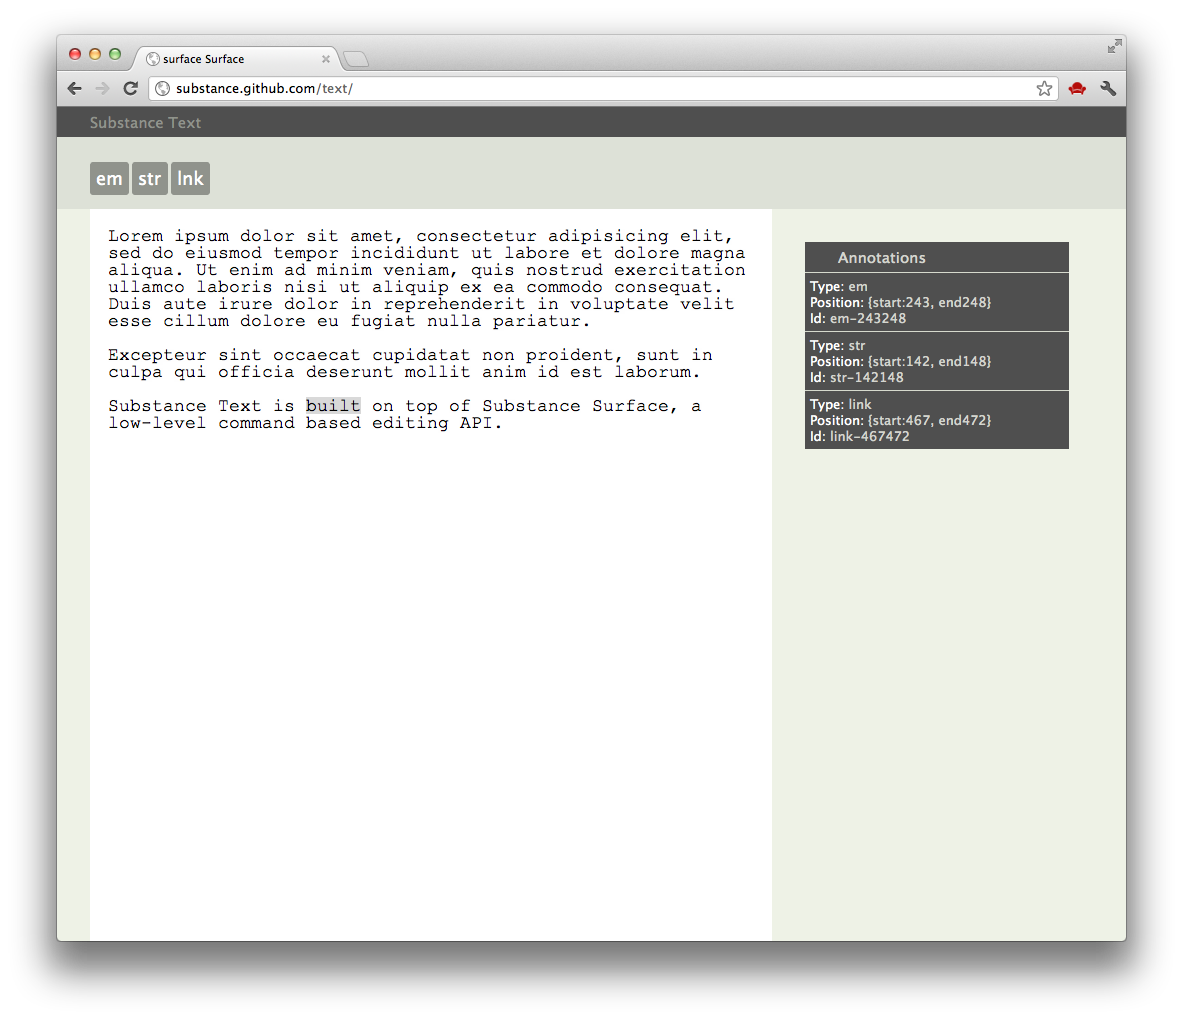 surface Surface
substance.github.com/text/
Substance Text
em str lnk
Lorem ipsum dolor sit amet, consectetur adipisicing elit,
sed do eiusmod tempor incididunt ut labore et dolore magna
aliqua. Ut enim ad minim veniam, quis nostrud exercitation
ullamco laboris nisi ut aliquip ex ea commodo consequat.
Duis aute irure dolor in reprehenderit in voluptate velit
esse cillum dolore eu fugiat nulla pariatur.
Excepteur sint occaecat cupidatat non proident, sunt in
culpa qui officia deserunt mollit anim id est laborum.
Substance Text is built on top of Substance Surface, a
low-level command based editing API.
Annotations
Type: em
Position: {start:243, end248}
Id: em-243248
Type: str
Position: {start:142, end148}
Id: str-142148
Type: link
Position: {start:467, end472}
Id: link-467472